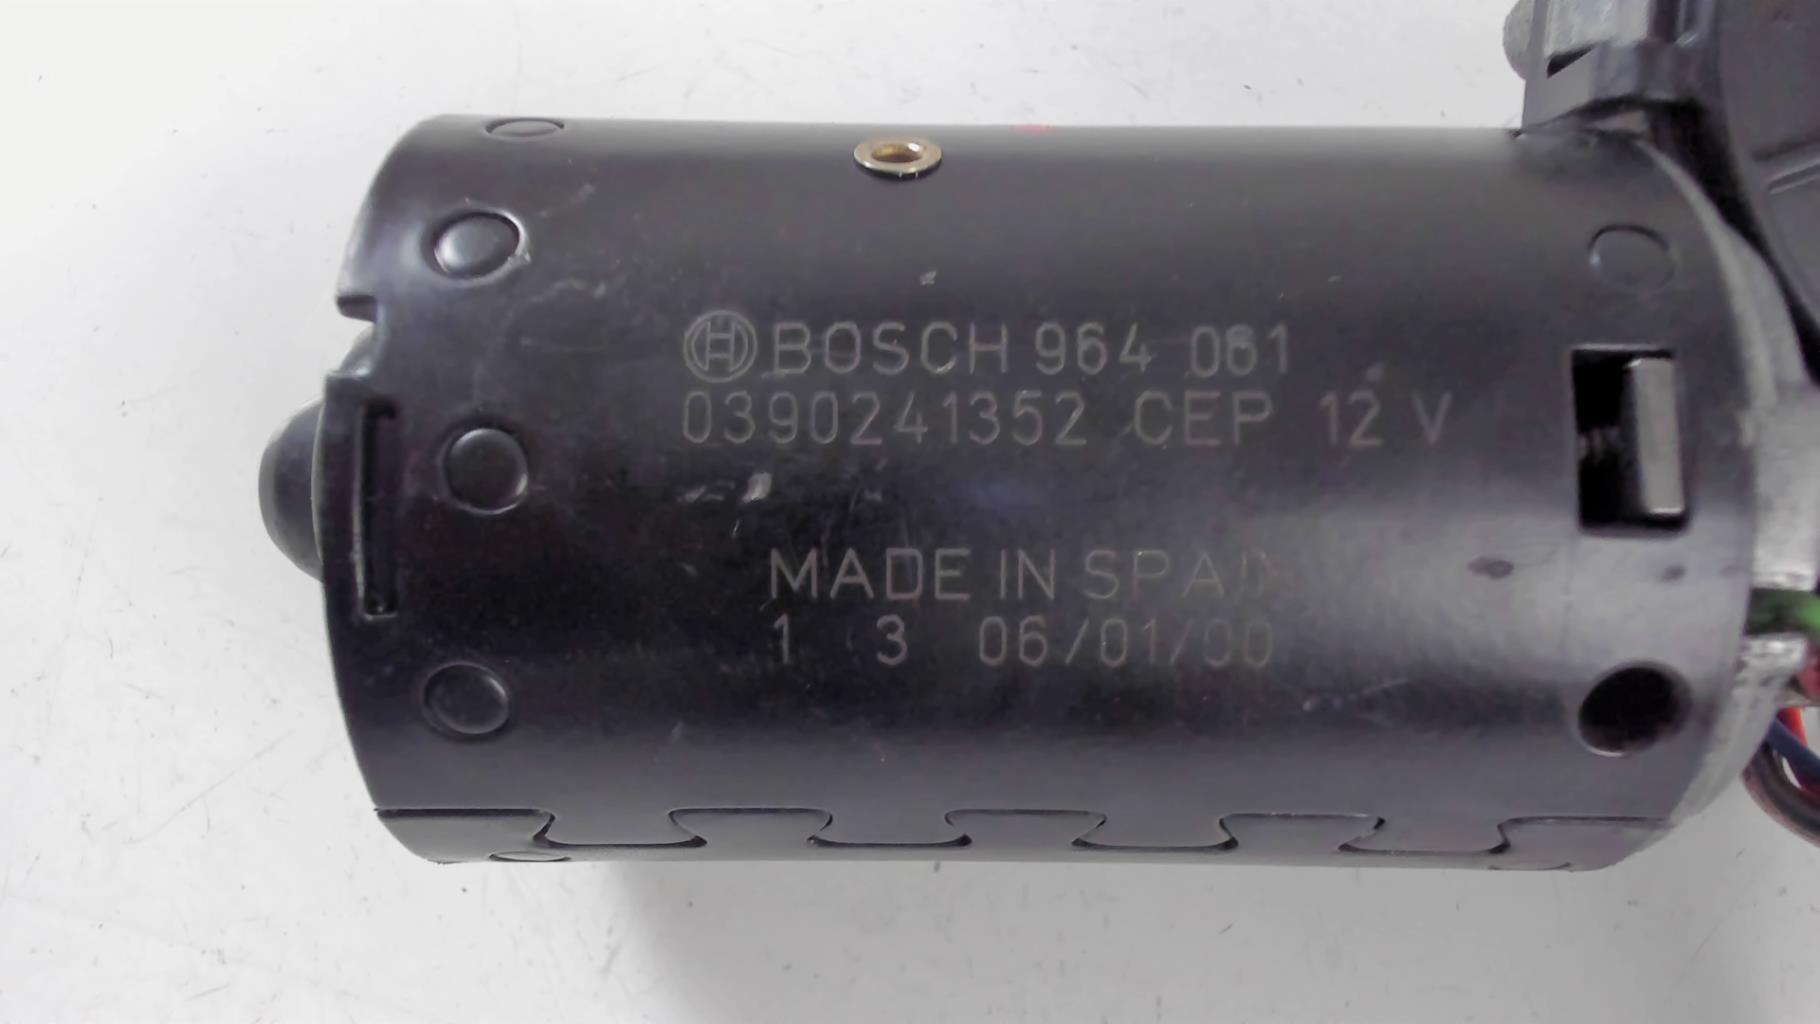 BOSCH 964 061
0390241352 CEP 12 V
MADE IN SPAIN
1 3 06/01/00